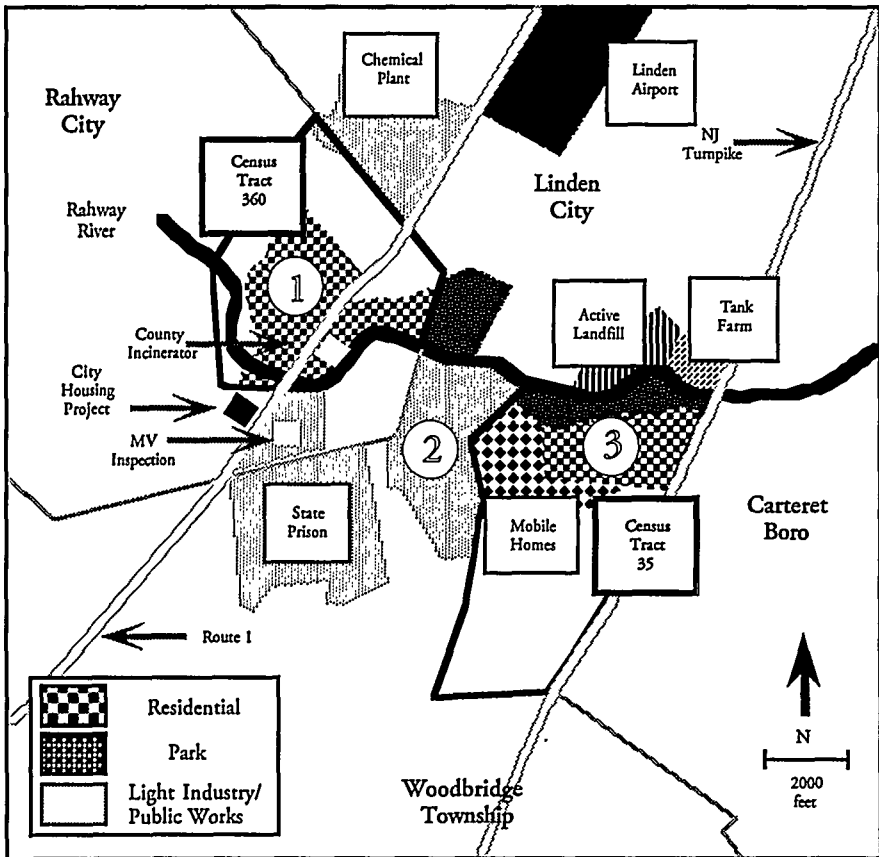 Chemical
Plant
Linden
Airport
Rahway
City
NJ
Turnpike
Census
Tract
360
Linden
City
Rahway
River
1
Active
Landfill
Tank
Farm
County
Incinerator
City
Housing
Project
MV
Inspection
2
3
State
Prison
Mobile
Homes
Census
Tract
35
Carteret
Boro
Route 1
Residential
Park
Light Industry/
Public Works
N
2000
feet
Woodbridge
Township